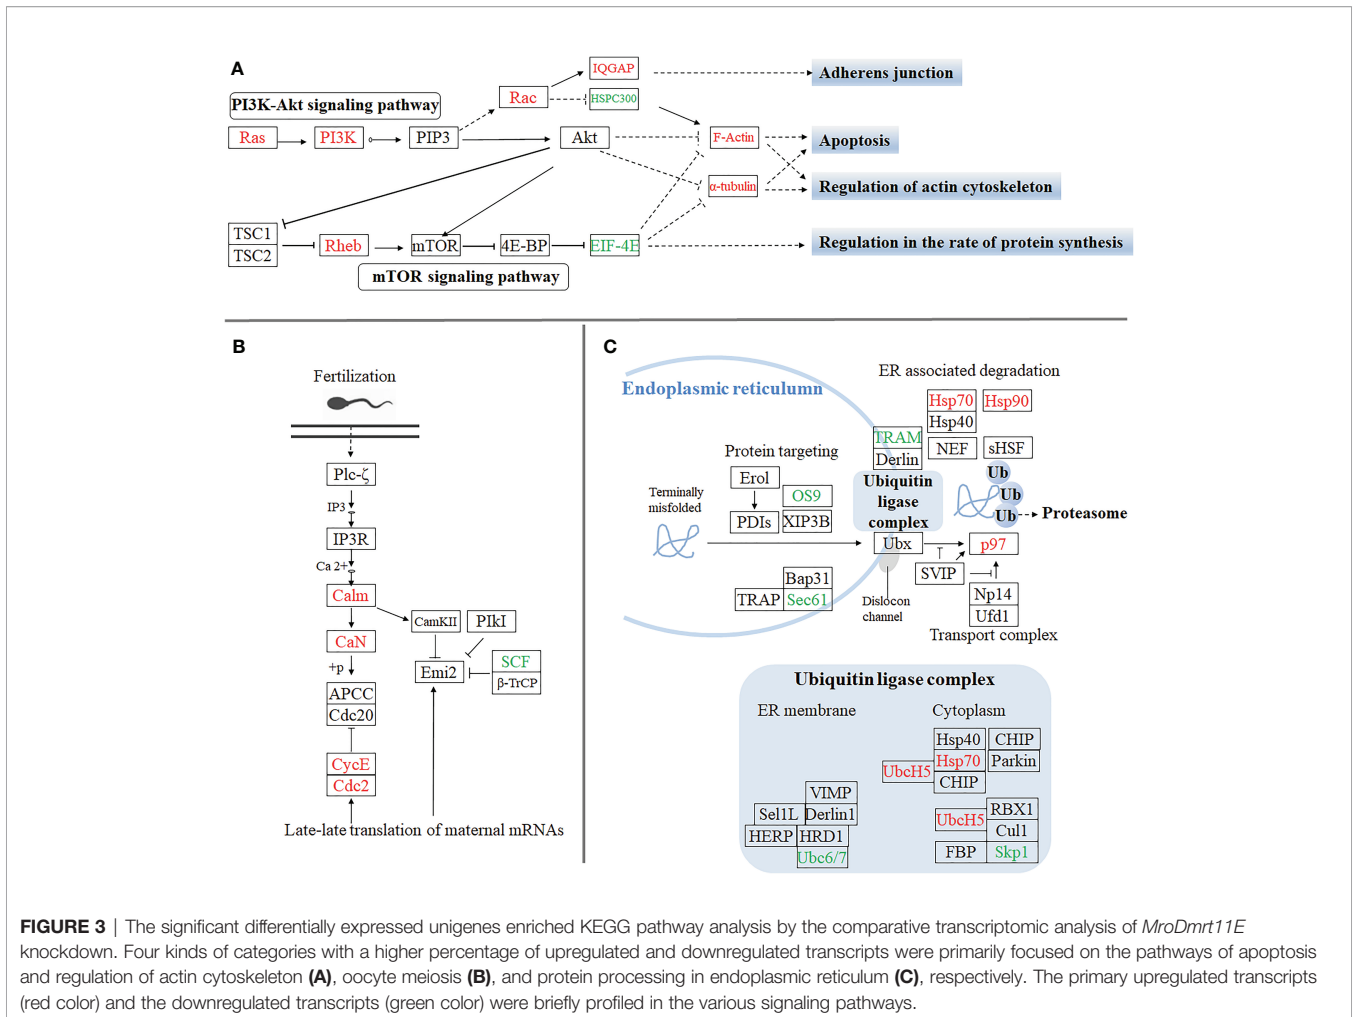 A
PI3K-Akt signaling pathway
IQGAP
Adherens junction
Rac
HSPC300
Ras
PI3K
PIP3
Akt
F-Actin
Apoptosis
α-tubulin
Regulation of actin cytoskeleton
TSC1
TSC2
Rheb
mTOR
4E-BP
EIF-4E
Regulation in the rate of protein synthesis
mTOR signaling pathway
B
Fertilization
Plc-ζ
IP3
IP3R
Ca 2+
Calm
CamKII
PIkI
CaN
+p
Emi2
SCF
β-TrCP
APCC
Cdc20
CycE
Cdc2
Late-late translation of maternal mRNAs
C
Endoplasmic reticulumn
ER associated degradation
Hsp70
Hsp90
Hsp40
TRAM
Derlin
NEF
sHSF
Protein targeting
Erol
OS9
PDIs
XIP3B
Terminally
misfolded
Ubiquitin
ligase
complex
Ub
Ub
Ub
Proteasome
Ubx
p97
SVIP
Bap31
TRAP
Sec61
Dislocon
channel
Np14
Ufd1
Transport complex
Ubiquitin ligase complex
ER membrane
Cytoplasm
Hsp40
CHIP
UbcH5
Hsp70
Parkin
CHIP
VIMP
Sel1L
Derlin1
HERP
HRD1
Ubc6/7
UbcH5
RBX1
Cul1
FBP
Skp1
FIGURE 3 | The significant differentially expressed unigenes enriched KEGG pathway analysis by the comparative transcriptomic analysis of MroDmrt11E
knockdown. Four kinds of categories with a higher percentage of upregulated and downregulated transcripts were primarily focused on the pathways of apoptosis
and regulation of actin cytoskeleton (A), oocyte meiosis (B), and protein processing in endoplasmic reticulum (C), respectively. The primary upregulated transcripts
(red color) and the downregulated transcripts (green color) were briefly profiled in the various signaling pathways.